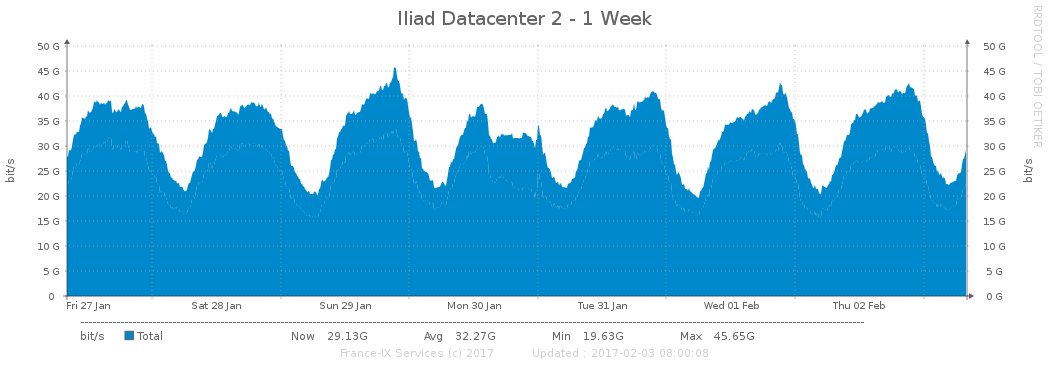 Iliad Datacenter 2 - 1 Week
RRDTOOL / TOBI OETIKER
50 G 50 G
45 G 45 G
40 G 40 G
35 G 35 G
30 G 30 G
25 G 25 G
20 G 20 G
15 G 15 G
10 G 10 G
5 G 5 G
0 0 G
bit/s
bit/s
Fri 27 Jan Sat 28 Jan Sun 29 Jan Mon 30 Jan Tue 31 Jan Wed 01 Feb Thu 02 Feb
bit/s Total Now 29.13G Avg 32.27G Min 19.63G Max 45.65G
France-IX Services (c) 2017 Updated : 2017-02-03 08:00:08